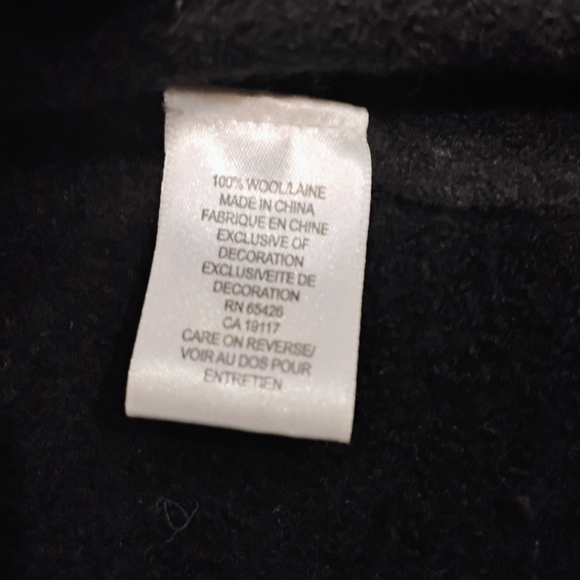 100% WOOL/LAINE
MADE IN CHINA
FABRIQUE EN CHINE
EXCLUSIVE OF
DECORATION
EXCLUSIVEITE DE
DECORATION
RN 65426
CA 19117
CARE ON REVERSE/
VOIR AU DOS POUR
ENTRETIEN